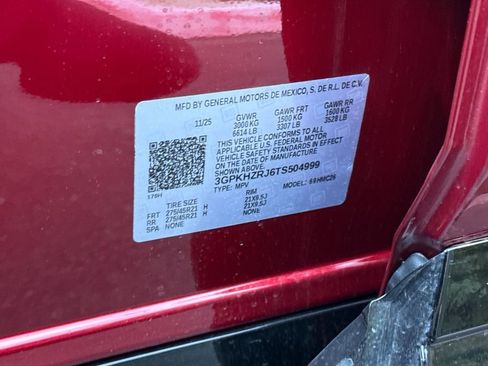 MFD BY GENERAL MOTORS DE MEXICO, S. DE R.L. DE C.V.
11/25 GVWR GAWR FRT GAWR RR
3000 KG 1500 KG 1600 KG
6614 LB 3307 LB 3528 LB
THIS VEHICLE CONFORMS TO ALL
APPLICABLE U.S. FEDERAL MOTOR
VEHICLE SAFETY STANDARDS IN EFFECT
ON THE DATE OF MANUFACTURE
SHOWN ABOVE.
3GPKHZRJ6TS504999
TYPE: MPV MODEL: 6HMC26
TIRE SIZE RIM
FRT 275/45R21 H 21X9.5J
RR 275/45R21 H 21X9.5J
SPA NONE NONE